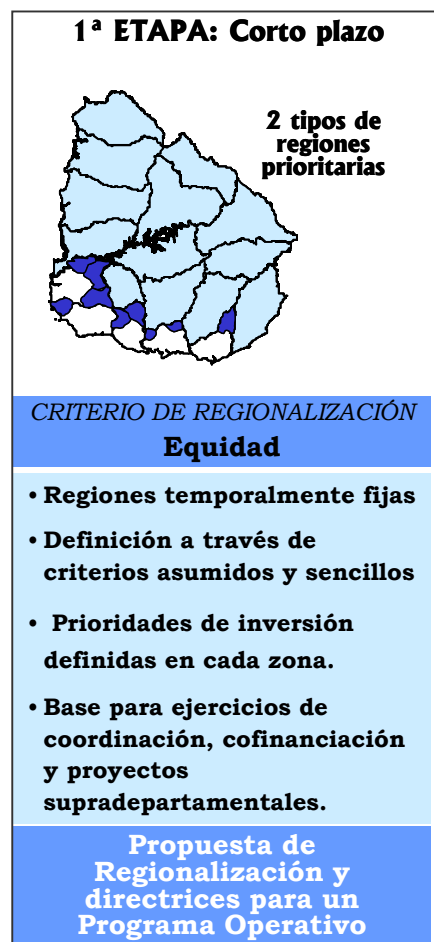 1ª ETAPA: Corto plazo
2 tipos de
regiones
prioritarias
CRITERIO DE REGIONALIZACIÓN
Equidad
• Regiones temporalmente fijas
• Definición a través de
criterios asumidos y sencillos
• Prioridades de inversión
definidas en cada zona.
• Base para ejercicios de
coordinación, cofinanciación
y proyectos
supradepartamentales.
Propuesta de
Regionalización y
directrices para un
Programa Operativo